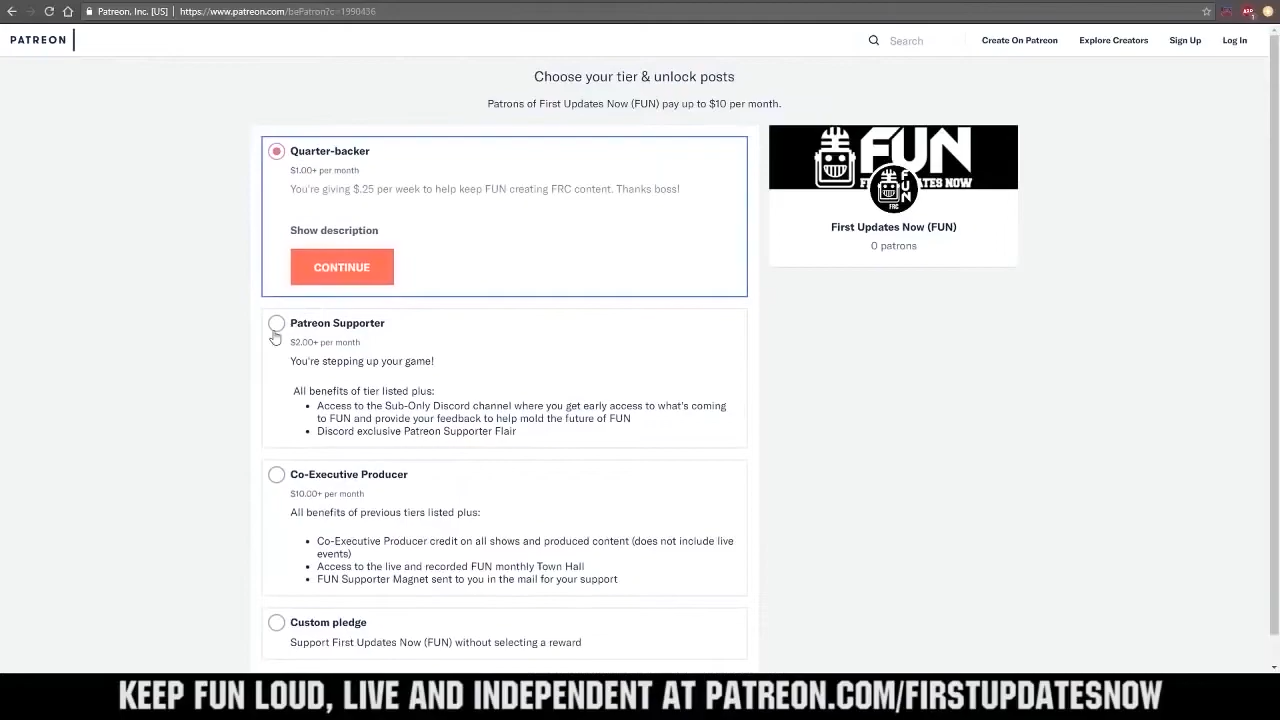 Patreon, Inc. [US] | https://www.patreon.com/bePatron?c=1990436
PATREON
Search
Create On Patreon
Explore Creators
Sign Up
Log In
Choose your tier & unlock posts
Patrons of First Updates Now (FUN) pay up to $10 per month.
Quarter-backer
$1.00+ per month
You're giving $.25 per week to help keep FUN creating FRC content. Thanks boss!
Show description
CONTINUE
Patreon Supporter
$2.00+ per month
You're stepping up your game!
All benefits of tier listed plus:
Access to the Sub-Only Discord channel where you get early access to what's coming
to FUN and provide your feedback to help mold the future of FUN
Discord exclusive Patreon Supporter Flair
Co-Executive Producer
$10.00+ per month
All benefits of previous tiers listed plus:
Co-Executive Producer credit on all shows and produced content (does not include live
events)
Access to the live and recorded FUN monthly Town Hall
FUN Supporter Magnet sent to you in the mail for your support
Custom pledge
Support First Updates Now (FUN) without selecting a reward
FUN
FUN
FRC
First Updates Now (FUN)
0 patrons
KEEP FUN LOUD, LIVE AND INDEPENDENT AT PATREON.COM/FIRSTUPDATESNOW